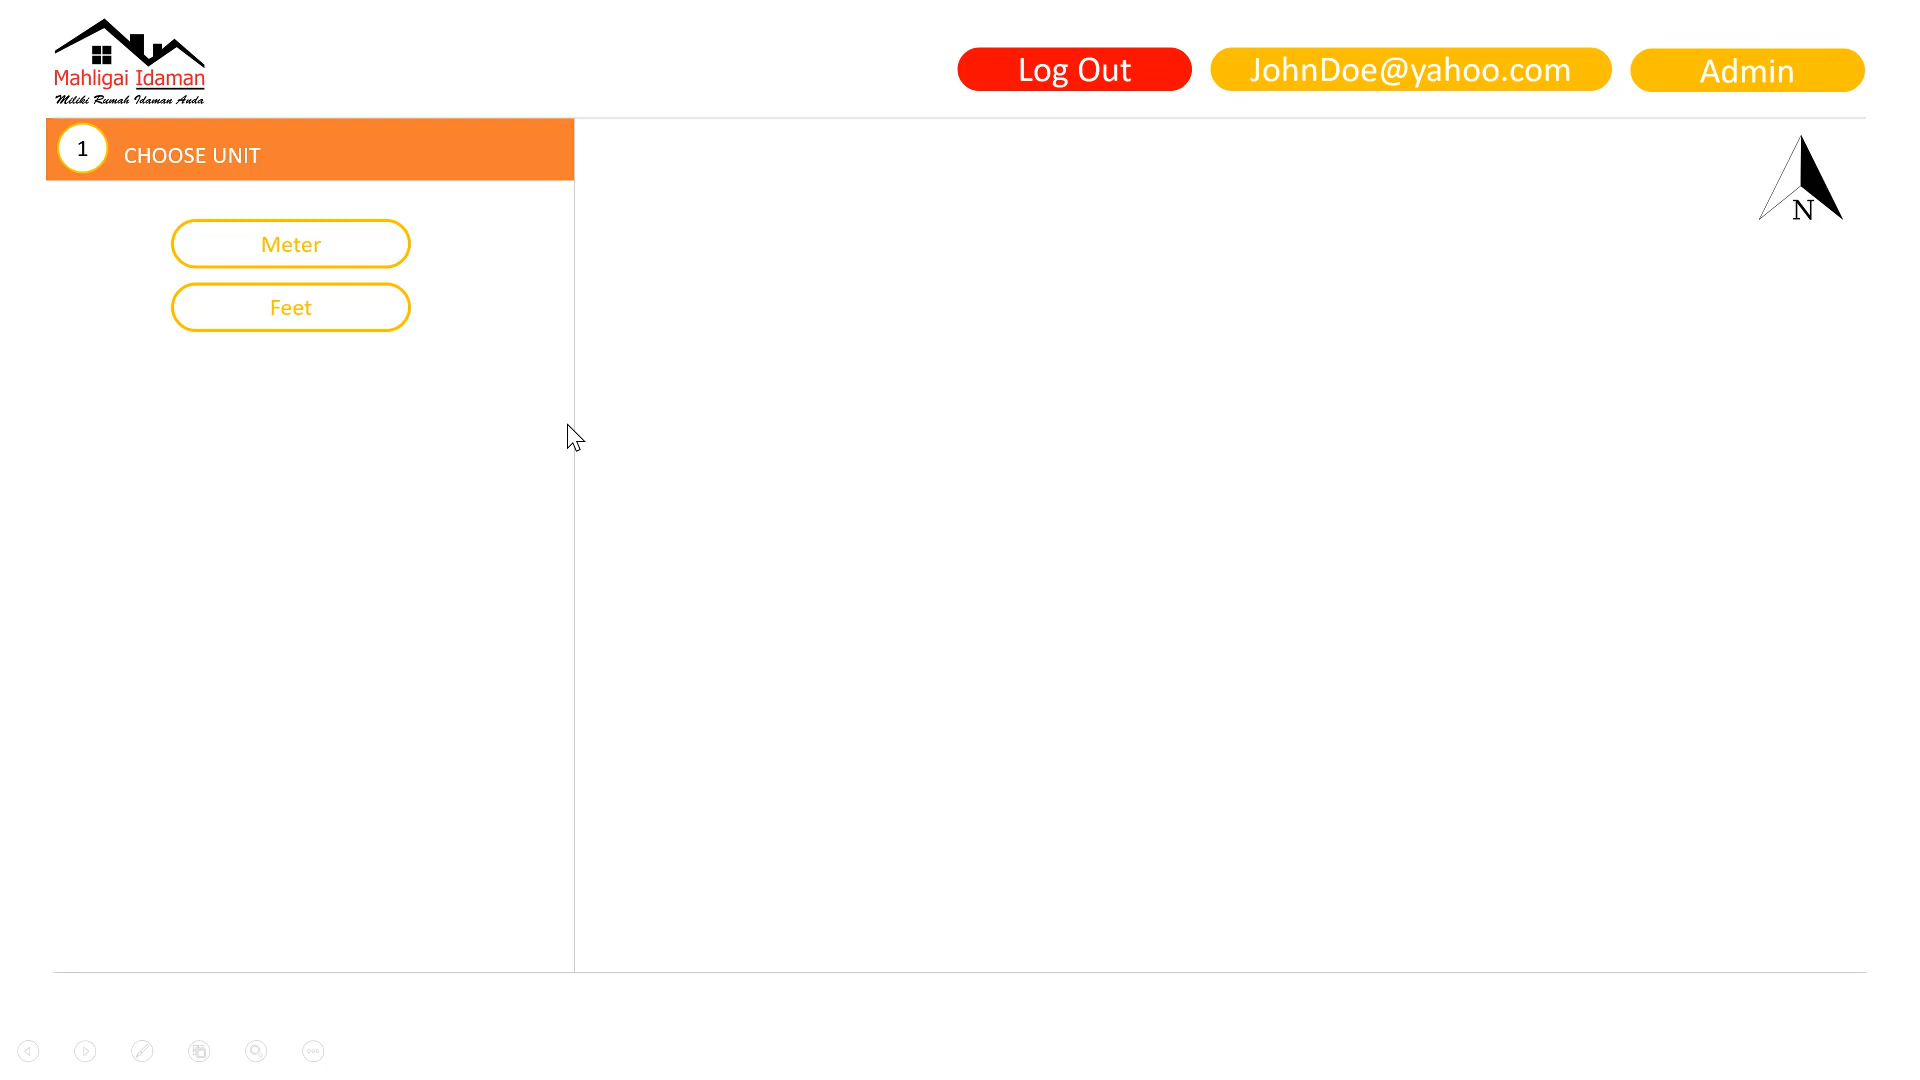 Mahligai Idaman
Miliki Rumah Idaman Anda
Log Out
JohnDoe@yahoo.com
Admin
1
CHOOSE UNIT
Meter
Feet
N